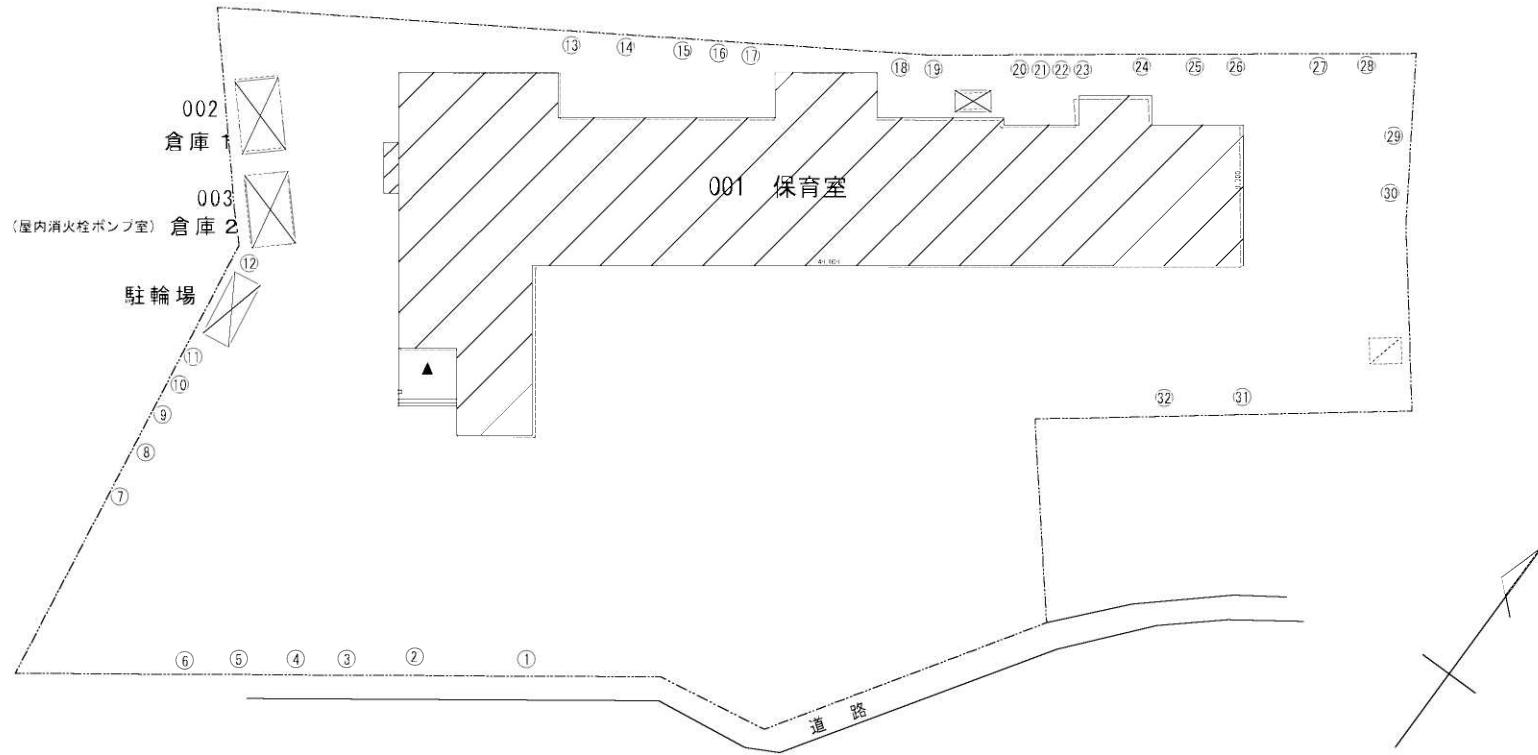 ⑬ ⑭ ⑮ ⑯ ⑰ ⑱ ⑲ ⑳ ㉑ ㉒ ㉓ ㉔ ㉕ ㉖ ㉗ ㉘
002
倉庫 1
㉙
001 保育室
003
㉚
(屋内消火栓ポンプ室) 倉庫 2
⑫
駐輪場
⑪
⑩
⑨
㉜ ㉛
⑧
⑦
⑥ ⑤ ④ ③ ② ①
道路